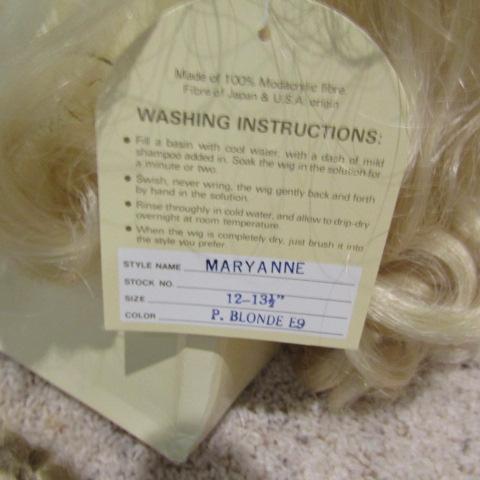 Made of 100% Modacrylic fibre.
Fibre of Japan & U.S.A. origin
WASHING INSTRUCTIONS:
• Fill a basin with cool water, with a dash of mild
shampoo added in. Soak the wig in the solution for
a minute or two.
• Swish, never wring, the wig gently back and forth
by hand in the solution.
• Rinse throughly in cold water, and allow to drip-dry
overnight at room temperature.
• When the wig is completely dry, just brush it into
the style you prefer.
STYLE NAME MARYANNE
STOCK NO.
SIZE 12-13½"
COLOR P. BLONDE E9